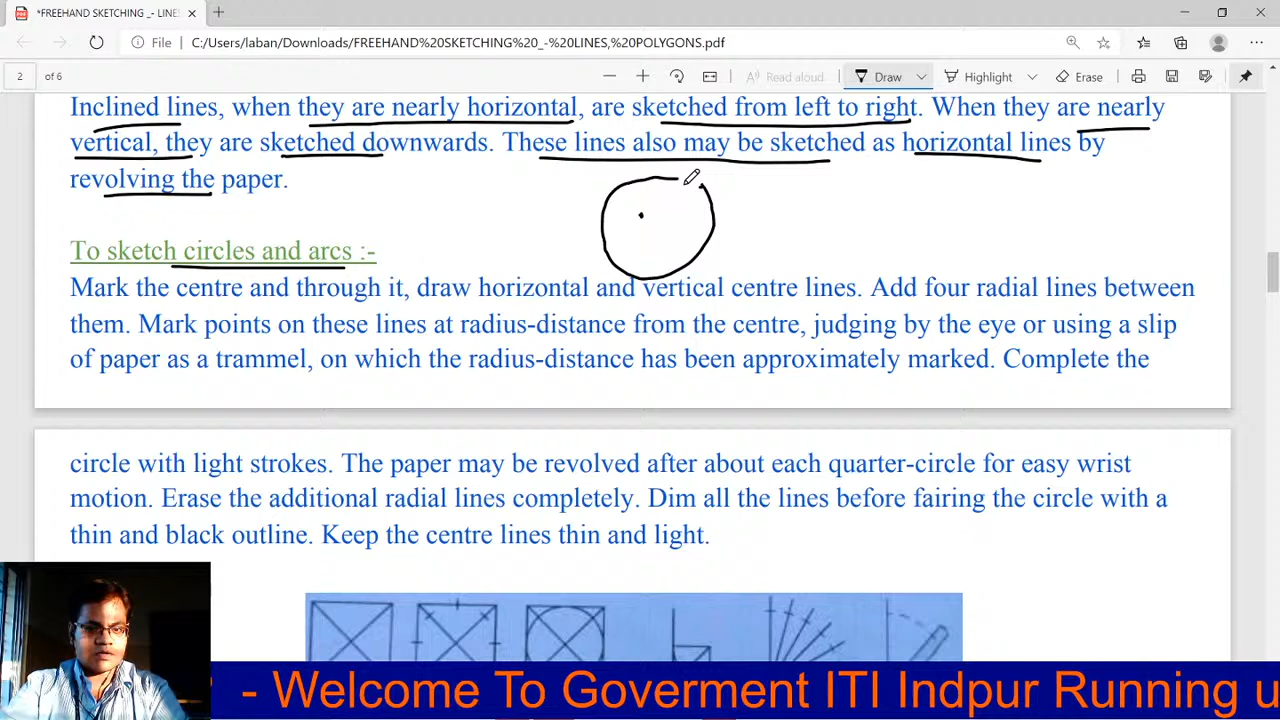 *FREEHAND SKETCHING _- LINES
File C:/Users/laban/Downloads/FREEHAND%20SKETCHING%20_-%20LINES,%20POLYGONS.pdf
2 of 6 Read aloud Draw Highlight Erase
Inclined lines, when they are nearly horizontal, are sketched from left to right. When they are nearly
vertical, they are sketched downwards. These lines also may be sketched as horizontal lines by
revolving the paper.
To sketch circles and arcs :-
Mark the centre and through it, draw horizontal and vertical centre lines. Add four radial lines between
them. Mark points on these lines at radius-distance from the centre, judging by the eye or using a slip
of paper as a trammel, on which the radius-distance has been approximately marked. Complete the
circle with light strokes. The paper may be revolved after about each quarter-circle for easy wrist
motion. Erase the additional radial lines completely. Dim all the lines before fairing the circle with a
thin and black outline. Keep the centre lines thin and light.
- Welcome To Goverment ITI Indpur Running u